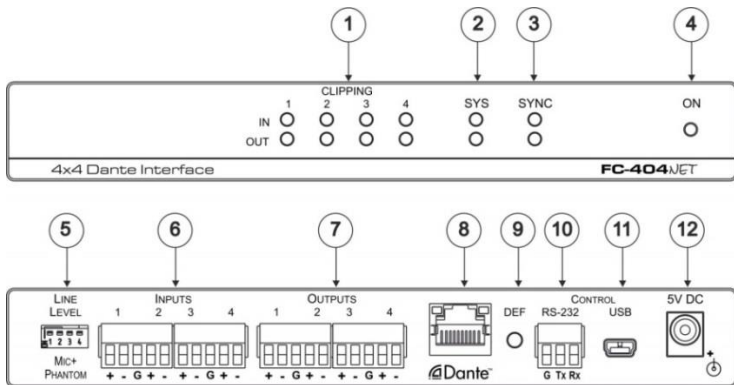 1 2 3 4
CLIPPING
1 2 3 4 SYS SYNC ON
IN
OUT
4x4 Dante Interface FC-404NET
5 6 7 8 9 10 11 12
LINE LEVEL INPUTS OUTPUTS CONTROL 5V DC
1 2 3 4 1 2 3 4 DEF RS-232 USB
1 2 3 4
MIC+ PHANTOM
+ - G + - + - G + - + - G + - + - G + - Dante™ G Tx Rx +